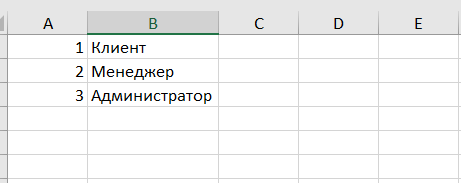 A B C D E
1 Клиент
2 Менеджер
3 Администратор